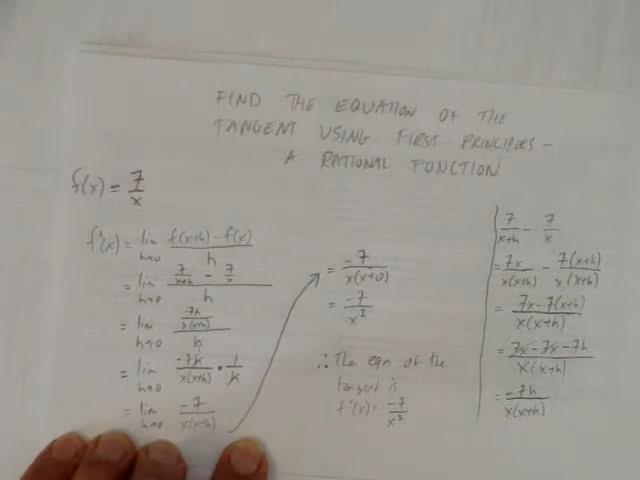 FIND THE EQUATION OF THE
TANGENT USING FIRST PRINCIPLES -
A RATIONAL FUNCTION
f(x) = 7/x
f'(x) = lim h→0 (f(x+h) - f(x))/h
= lim h→0 (7/(x+h) - 7/x)/h
= lim h→0 (-7h/(x(x+h)))/h
= lim h→0 -7h/(x(x+h)) · 1/h
= lim h→0 -7/(x(x+h))
= -7/(x(x+0))
= -7/x²
∴ The eqn of the
tangent is
f'(x) = -7/x²
7/(x+h) - 7/x
= 7x/(x(x+h)) - 7(x+h)/(x(x+h))
= (7x-7(x+h))/(x(x+h))
= (7x-7x-7h)/(x(x+h))
= -7h/(x(x+h))